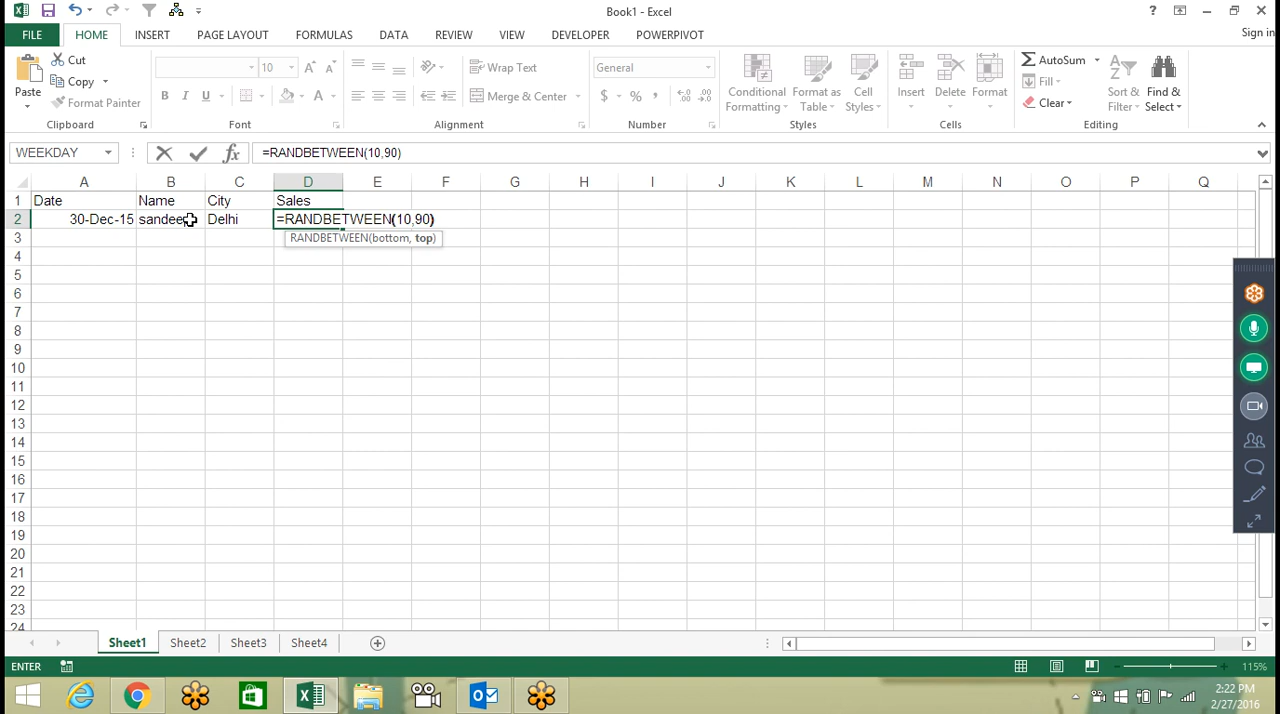 Book1 - Excel
Sign in
FILE HOME INSERT PAGE LAYOUT FORMULAS DATA REVIEW VIEW DEVELOPER POWERPIVOT
Paste
Cut
Copy
Format Painter
Clipboard
10
A A
B I U
Font
Wrap Text
Merge & Center
Alignment
General
$ % ,
Number
Conditional Formatting
Format as Table
Cell Styles
Styles
Insert Delete Format
Cells
AutoSum
Fill
Clear
Sort & Filter
Find & Select
Editing
WEEKDAY
fx
=RANDBETWEEN(10,90)
A B C D E F G H I J K L M N O P Q
1 Date Name City Sales
2 30-Dec-15 sandee Delhi =RANDBETWEEN(10,90)
RANDBETWEEN(bottom, top)
3
4
5
6
7
8
9
10
11
12
13
14
15
16
17
18
19
20
21
22
23
24
Sheet1 Sheet2 Sheet3 Sheet4
ENTER
115%
2:22 PM
2/27/2016